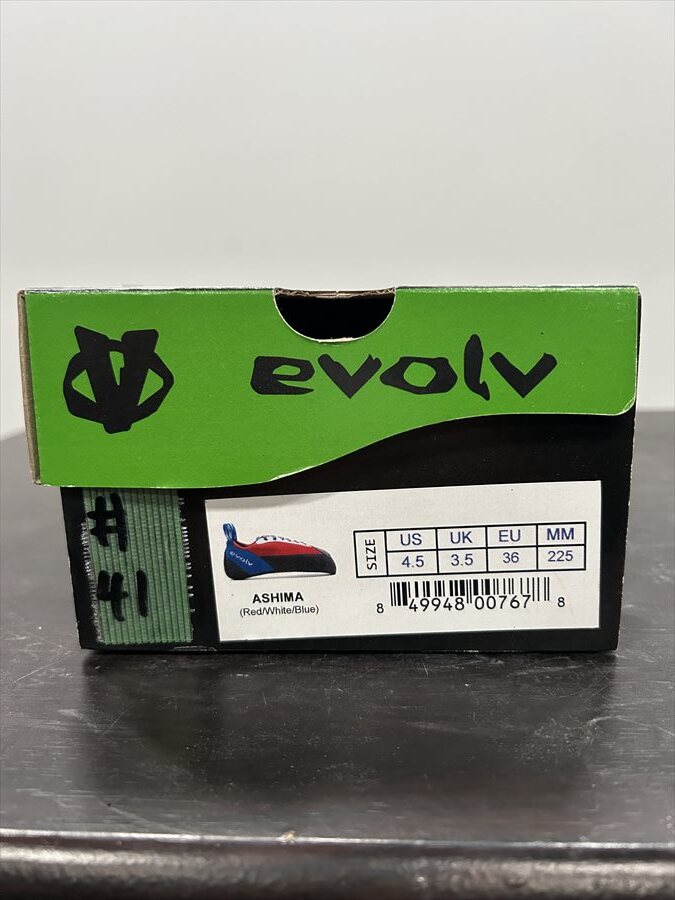 evolv
#
41
evolv
ASHIMA
(Red/White/Blue)
SIZE
US UK EU MM
4.5 3.5 36 225
8 49948 00767 8